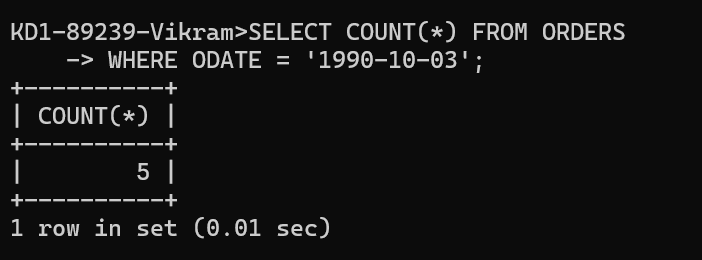 KD1-89239-Vikram>SELECT COUNT(*) FROM ORDERS
    -> WHERE ODATE = '1990-10-03';
+----------+
| COUNT(*) |
+----------+
|        5 |
+----------+
1 row in set (0.01 sec)